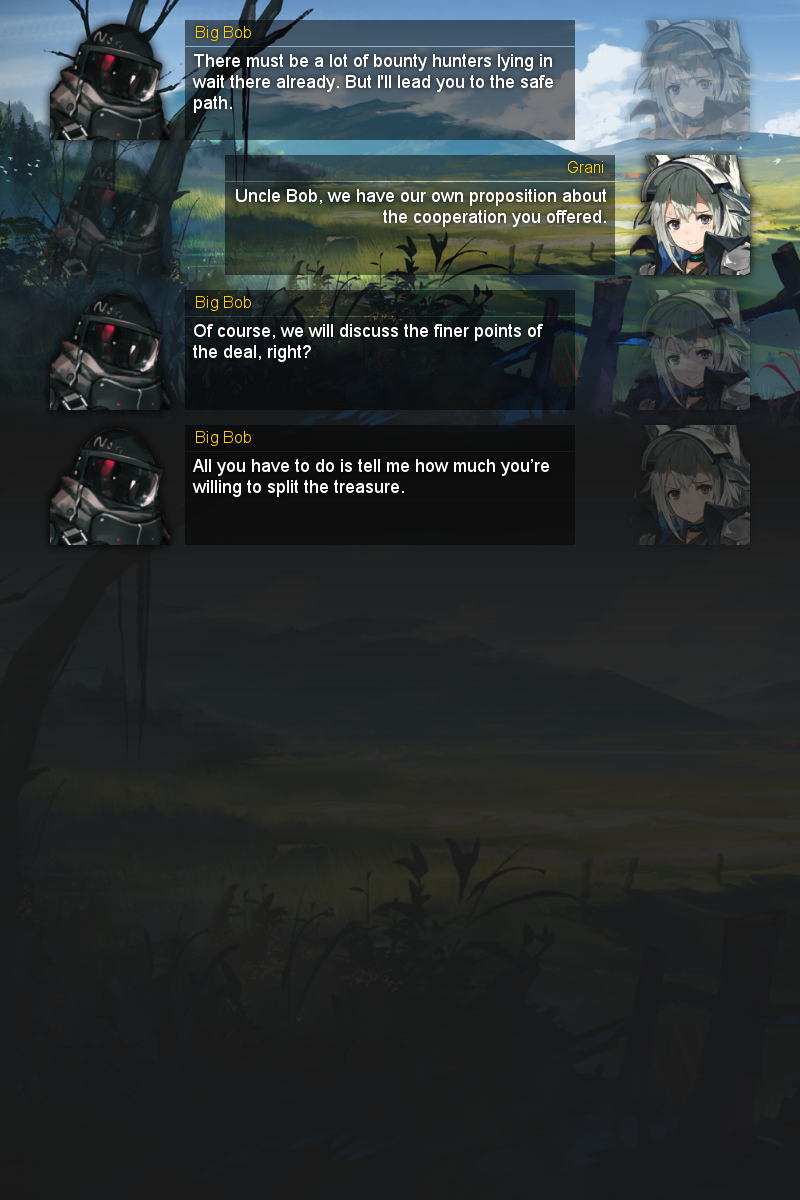 Big Bob
There must be a lot of bounty hunters lying in
wait there already. But I'll lead you to the safe
path.
Grani
Uncle Bob, we have our own proposition about
the cooperation you offered.
Big Bob
Of course, we will discuss the finer points of
the deal, right?
Big Bob
All you have to do is tell me how much you’re
willing to split the treasure.